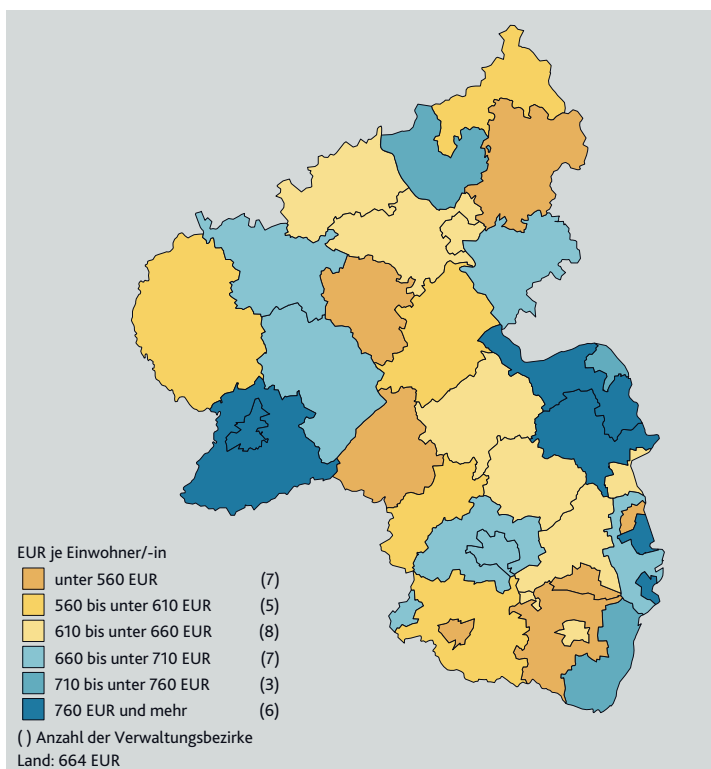 EUR je Einwohner/-in
unter 560 EUR (7)
560 bis unter 610 EUR (5)
610 bis unter 660 EUR (8)
660 bis unter 710 EUR (7)
710 bis unter 760 EUR (3)
760 EUR und mehr (6)
( ) Anzahl der Verwaltungsbezirke
Land: 664 EUR